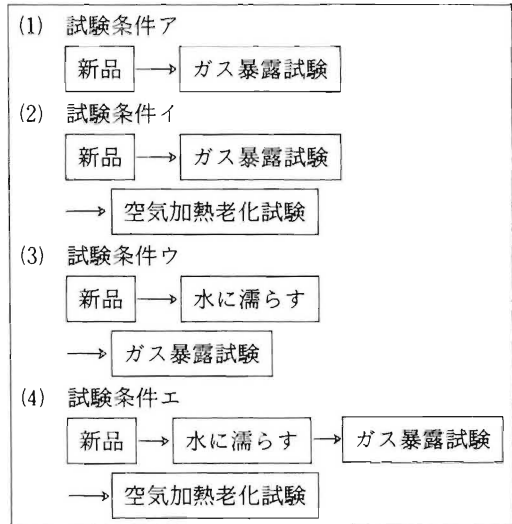 (1) 試験条件ア
新品 → ガス暴露試験
(2) 試験条件イ
新品 → ガス暴露試験
→ 空気加熱老化試験
(3) 試験条件ウ
新品 → 水に濡らす
→ ガス暴露試験
(4) 試験条件エ
新品 → 水に濡らす → ガス暴露試験
→ 空気加熱老化試験